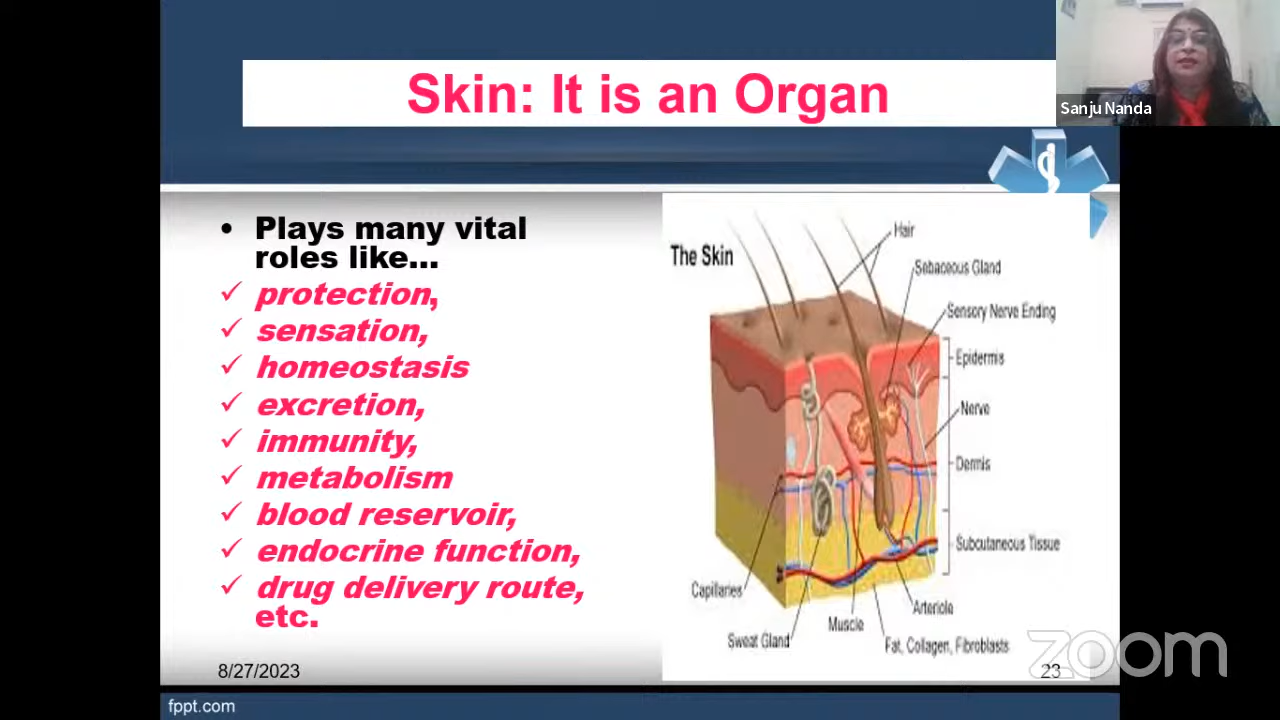 Skin: It is an Organ
Sanju Nanda
• Plays many vital
roles like...
✓ protection,
✓ sensation,
✓ homeostasis
✓ excretion,
✓ immunity,
✓ metabolism
✓ blood reservoir,
✓ endocrine function,
✓ drug delivery route,
etc.
The Skin
Hair
Sebaceous Gland
Sensory Nerve Ending
Epidermis
Nerve
Dermis
Subcutaneous Tissue
Capillaries
Arteriole
Muscle
Sweat Gland
Fat, Collagen, Fibroblasts
8/27/2023
23
zoom
fppt.com